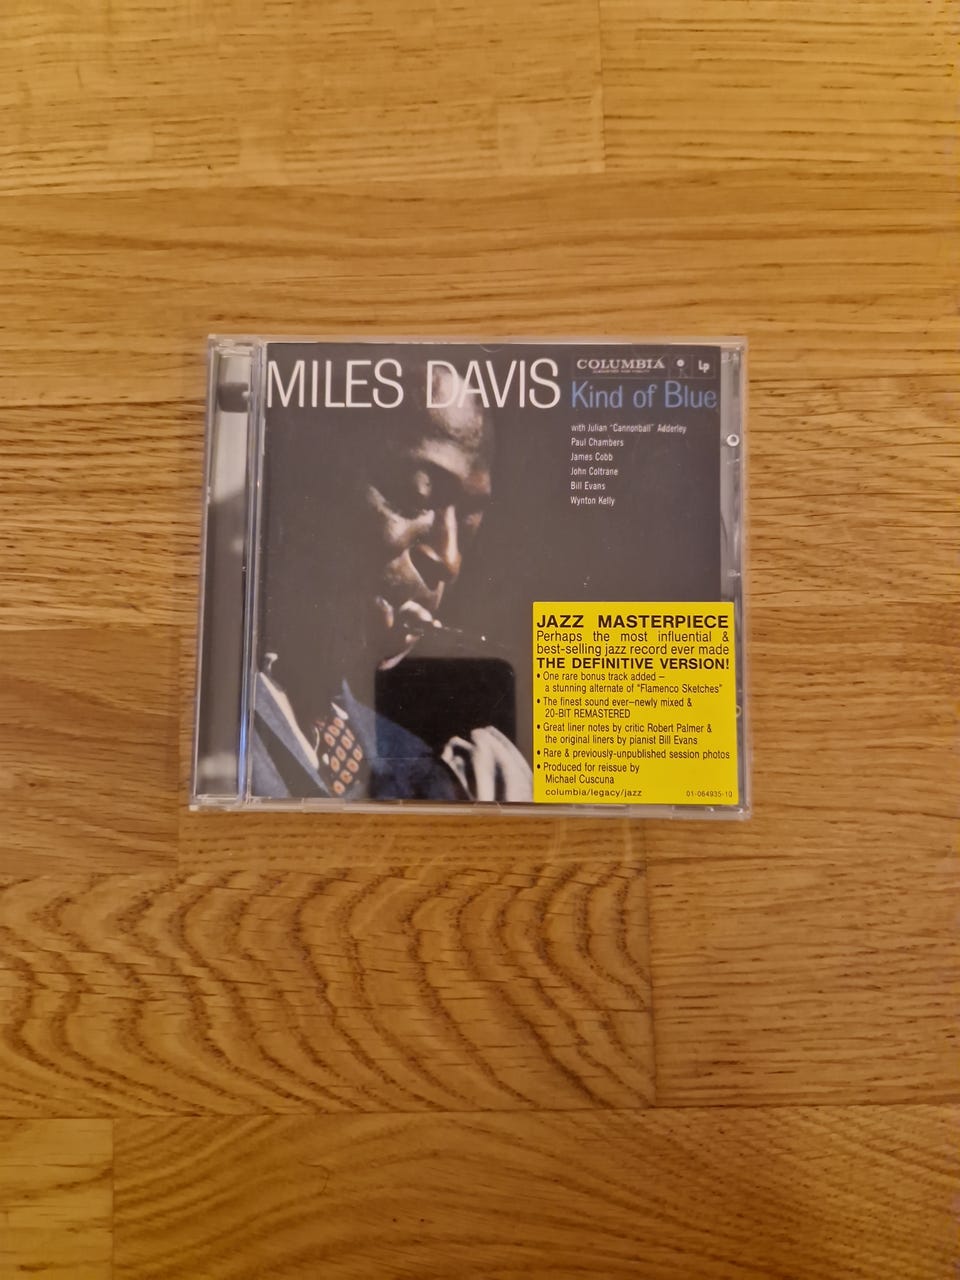 MILES DAVIS
COLUMBIA
Lp
Kind of Blue
with Julian "Cannonball" Adderley
Paul Chambers
James Cobb
John Coltrane
Bill Evans
Wynton Kelly
JAZZ MASTERPIECE
Perhaps the most influential &
best-selling jazz record ever made
THE DEFINITIVE VERSION!
• One rare bonus track added –
a stunning alternate of "Flamenco Sketches"
• The finest sound ever–newly mixed &
20-BIT REMASTERED
• Great liner notes by critic Robert Palmer &
the original liners by pianist Bill Evans
• Rare & previously-unpublished session photos
• Produced for reissue by
Michael Cuscuna
columbia/legacy/jazz
01-064935-10